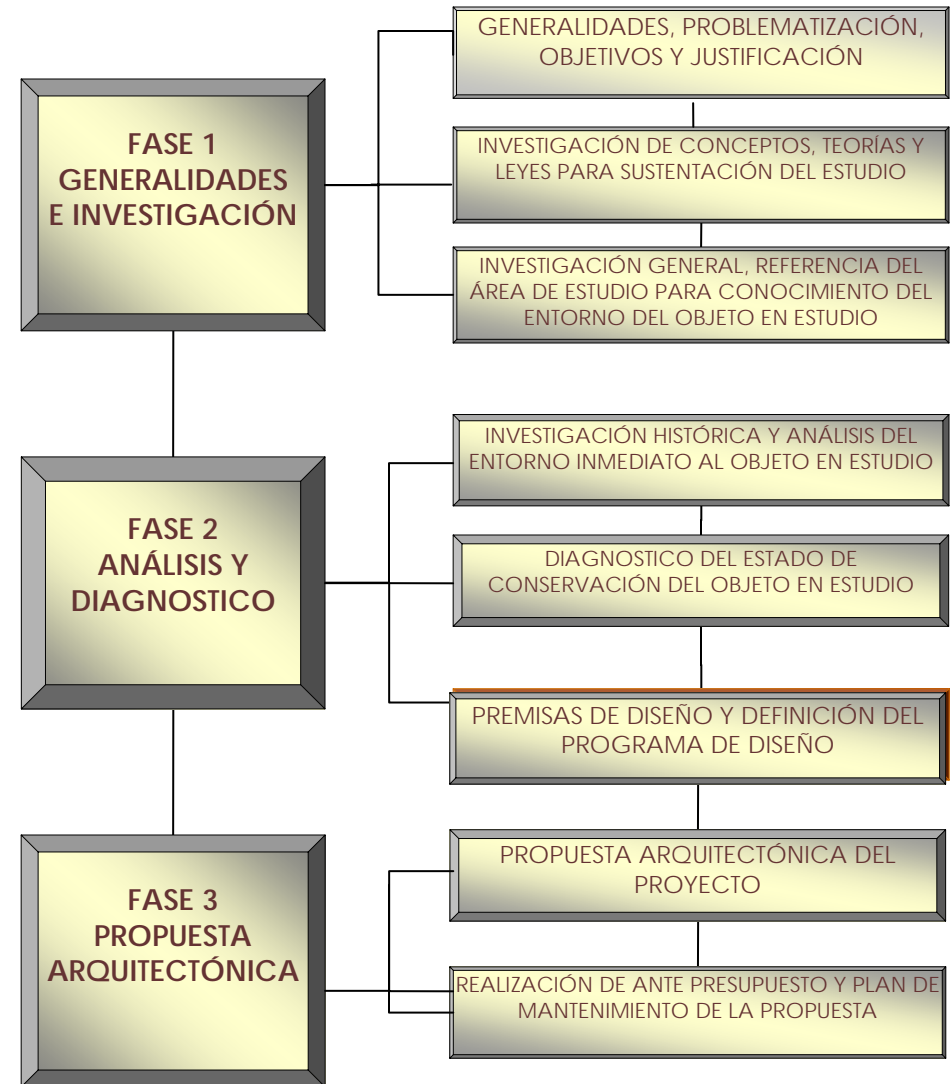 FASE 1
GENERALIDADES
E INVESTIGACIÓN
GENERALIDADES, PROBLEMATIZACIÓN,
OBJETIVOS Y JUSTIFICACIÓN
INVESTIGACIÓN DE CONCEPTOS, TEORÍAS Y
LEYES PARA SUSTENTACIÓN DEL ESTUDIO
INVESTIGACIÓN GENERAL, REFERENCIA DEL
ÁREA DE ESTUDIO PARA CONOCIMIENTO DEL
ENTORNO DEL OBJETO EN ESTUDIO
FASE 2
ANÁLISIS Y
DIAGNOSTICO
INVESTIGACIÓN HISTÓRICA Y ANÁLISIS DEL
ENTORNO INMEDIATO AL OBJETO EN ESTUDIO
DIAGNOSTICO DEL ESTADO DE
CONSERVACIÓN DEL OBJETO EN ESTUDIO
PREMISAS DE DISEÑO Y DEFINICIÓN DEL
PROGRAMA DE DISEÑO
FASE 3
PROPUESTA
ARQUITECTÓNICA
PROPUESTA ARQUITECTÓNICA DEL
PROYECTO
REALIZACIÓN DE ANTE PRESUPUESTO Y PLAN DE
MANTENIMIENTO DE LA PROPUESTA